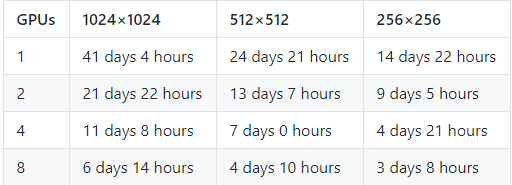 GPUs 1024×1024 512×512 256×256
1 41 days 4 hours 24 days 21 hours 14 days 22 hours
2 21 days 22 hours 13 days 7 hours 9 days 5 hours
4 11 days 8 hours 7 days 0 hours 4 days 21 hours
8 6 days 14 hours 4 days 10 hours 3 days 8 hours